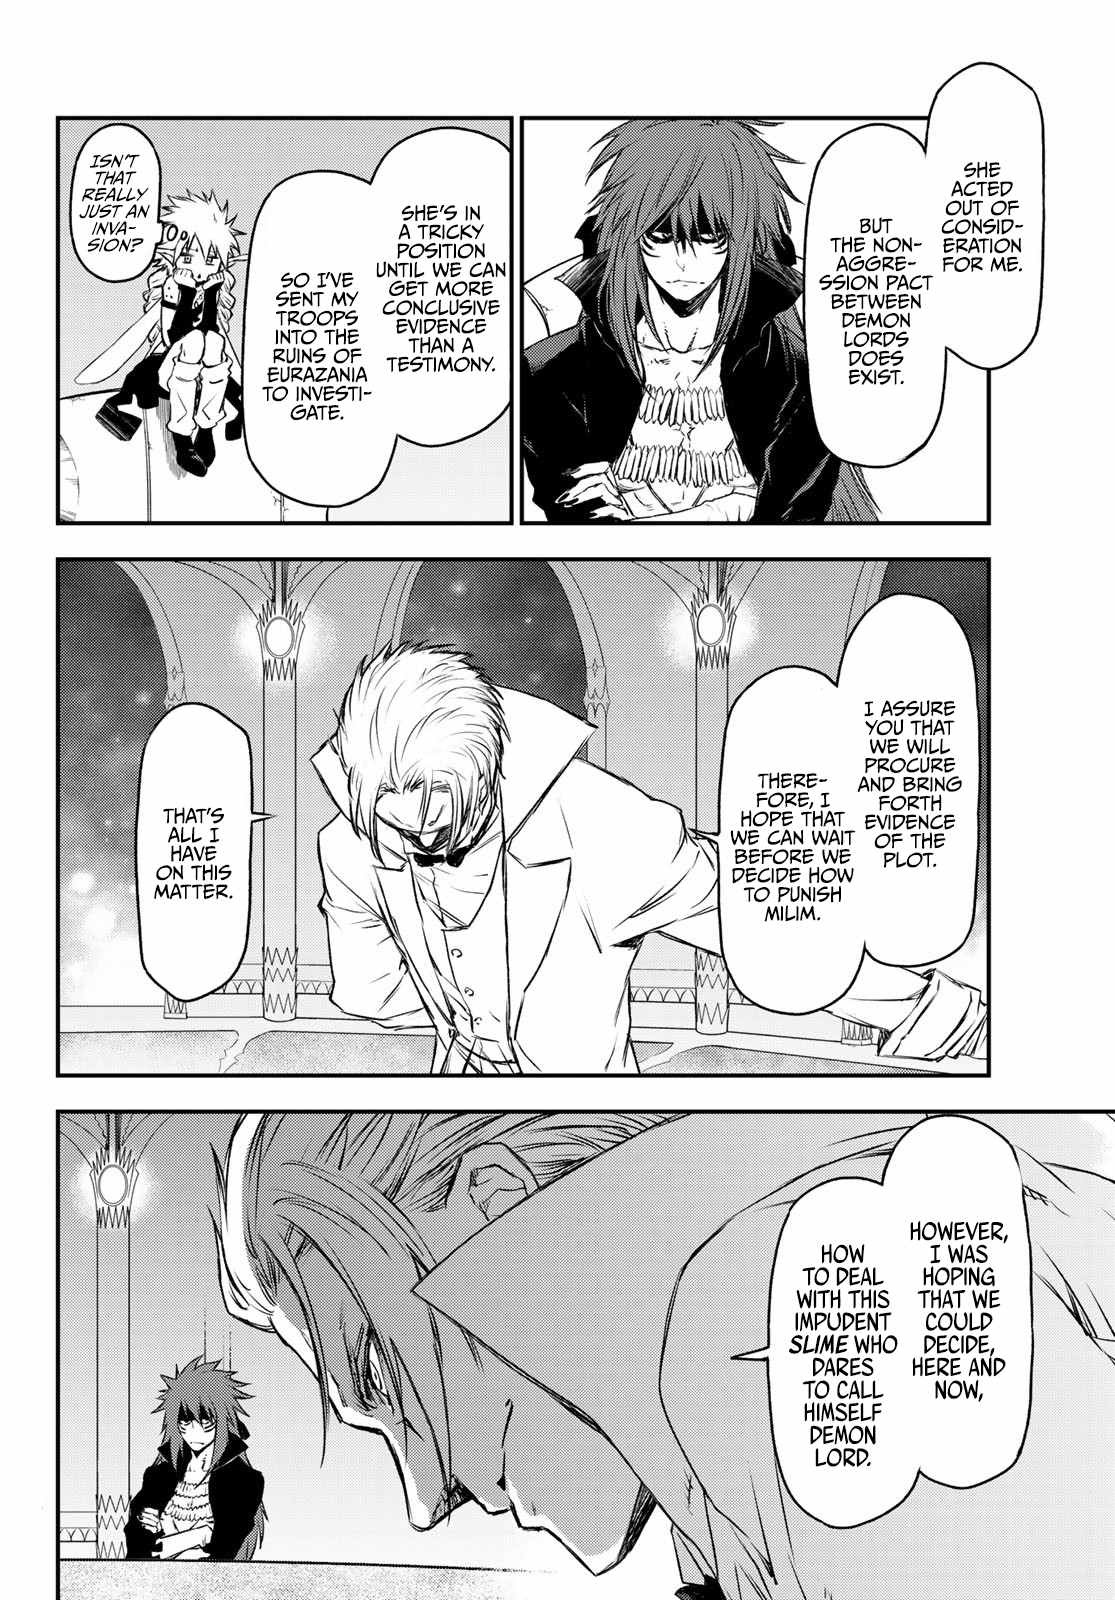 SHE
ACTED
OUT OF
CONSID-
ERATION
FOR ME.
BUT
THE NON-
AGGRE-
SSION PACT
BETWEEN
DEMON
LORDS
DOES
EXIST.
SHE'S IN
A TRICKY
POSITION
UNTIL WE CAN
GET MORE
CONCLUSIVE
EVIDENCE
THAN A
TESTIMONY.
SO I'VE
SENT MY
TROOPS
INTO THE
RUINS OF
EURAZANIA
TO INVESTI-
GATE.
ISN'T
THAT
REALLY
JUST AN
INVA-
SION?
I ASSURE
YOU THAT
WE WILL
PROCURE
AND BRING
FORTH
EVIDENCE
OF THE
PLOT.
THERE-
FORE, I
HOPE THAT
WE CAN WAIT
BEFORE WE
DECIDE HOW
TO PUNISH
MILIM.
THAT'S
ALL I
HAVE
ON THIS
MATTER.
HOWEVER,
I WAS
HOPING
THAT WE
COULD
DECIDE,
HERE AND
NOW,
HOW
TO DEAL
WITH THIS
IMPUDENT
SLIME WHO
DARES
TO CALL
HIMSELF
DEMON
LORD.